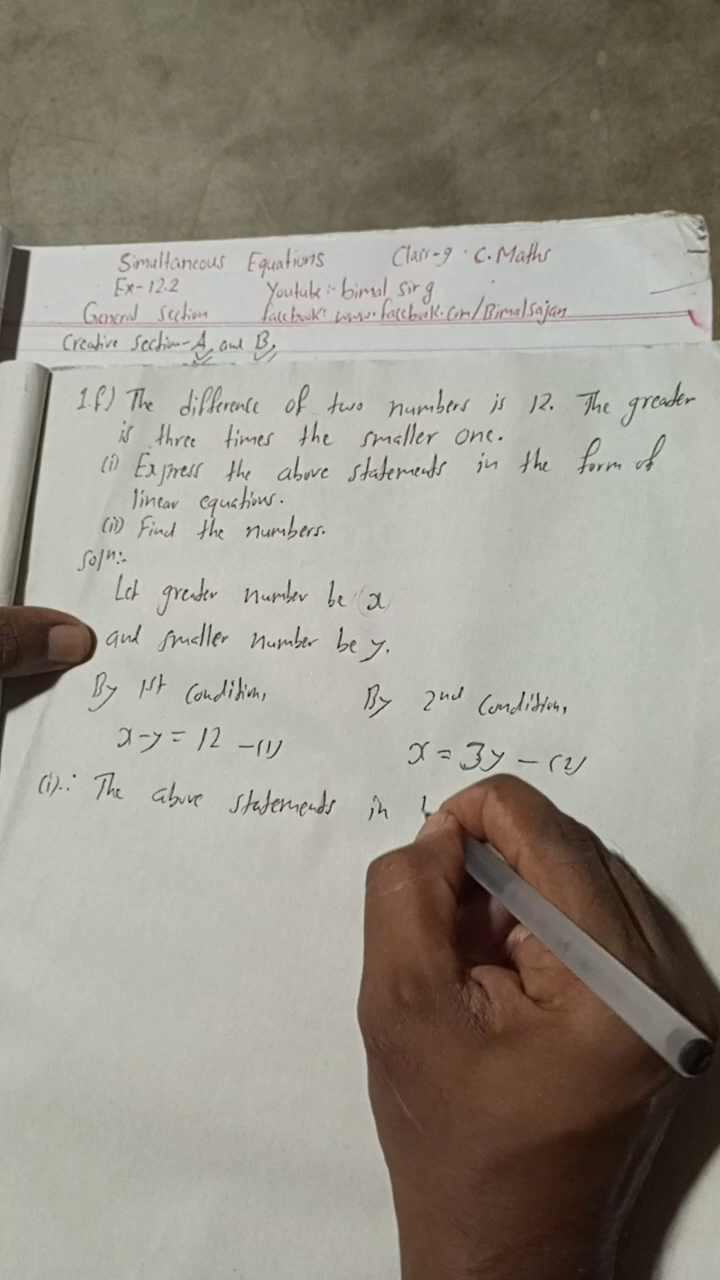 Simultaneous Equations Class-9 C. Maths
Ex-12.2 Youtube:- bimal sir g
General section facebook: www.facebook.com/Bimalsajan
Creative section-A, and B,
1.f) The difference of two numbers is 12. The greater
is three times the smaller one.
(i) Express the above statements in the form of
linear equations.
(ii) Find the numbers.
Soln:-
Let greater number be x
and smaller number be y.
By 1st condition, By 2nd condition,
x-y = 12 -(1) x = 3y -(2)
(i) ∴ The above statements in